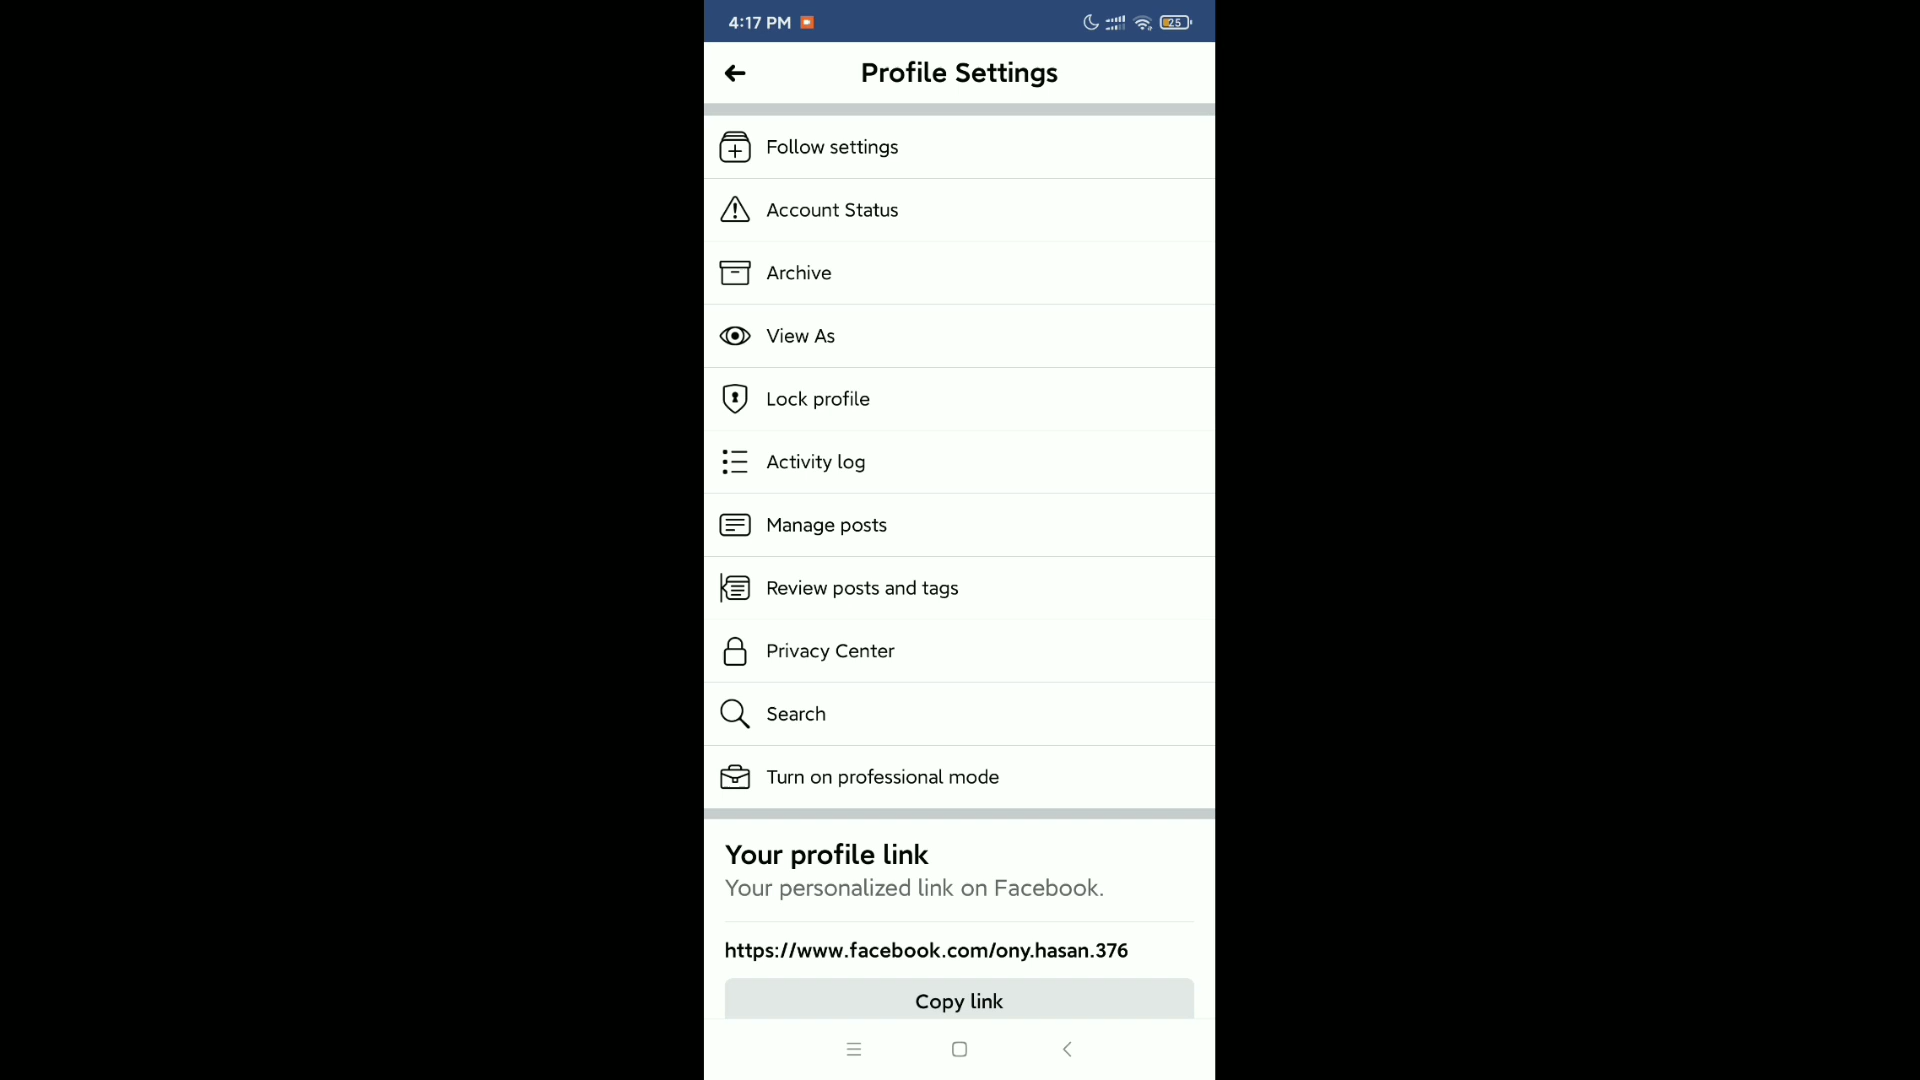 4:17 PM
25
Profile Settings
Follow settings
Account Status
Archive
View As
Lock profile
Activity log
Manage posts
Review posts and tags
Privacy Center
Search
Turn on professional mode
Your profile link
Your personalized link on Facebook.
https://www.facebook.com/ony.hasan.376
Copy link